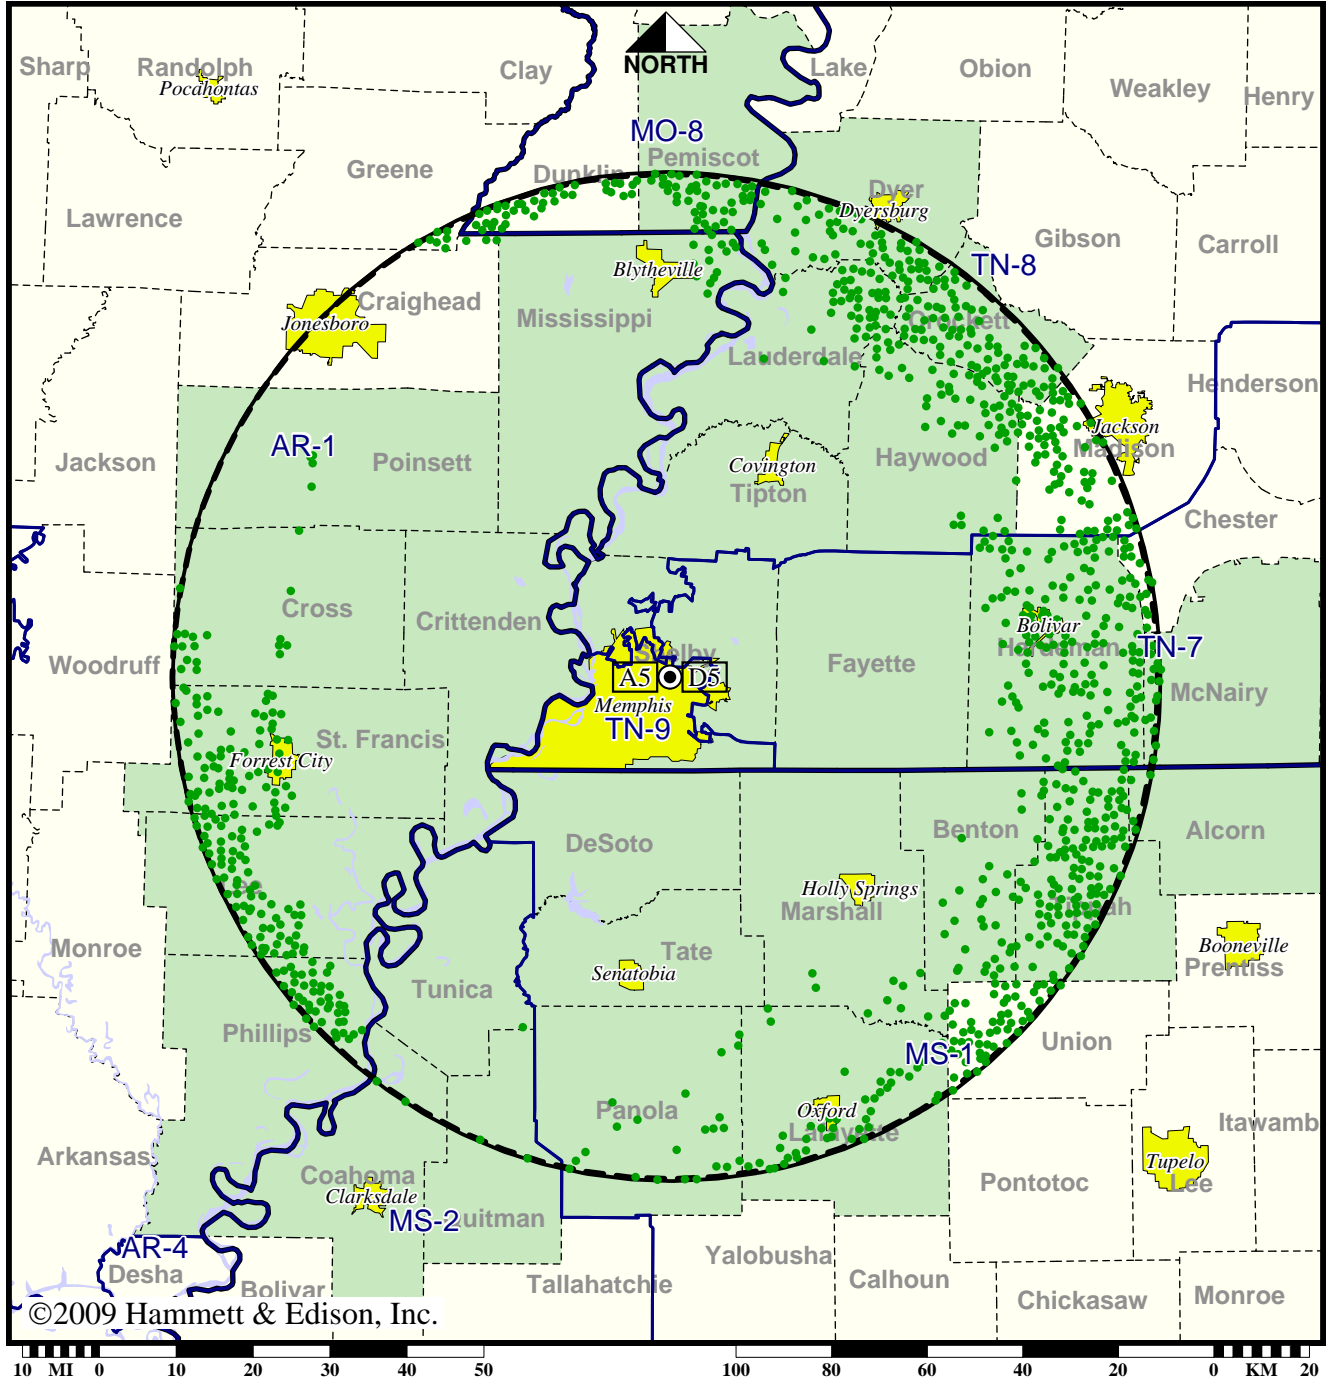 Sharp
Randolph
Pocahontas
Clay
NORTH
Lake
Obion
Weakley
Henry
MO-8
Greene
Dunklin
Pemiscot
Dyer
Dyersburg
Lawrence
Gibson
Carroll
TN-8
Blytheville
Craighead
Jonesboro
Mississippi
Crockett
Lauderdale
Henderson
Jackson
Madison
AR-1
Jackson
Poinsett
Covington
Tipton
Haywood
Chester
Cross
Crittenden
Woodruff
Shelby
Bolivar
Hardeman
TN-7
Fayette
McNairy
A5
D5
Memphis
TN-9
St. Francis
Forrest City
DeSoto
Benton
Alcorn
Lee
Holly Springs
Marshall
Tippah
Monroe
Booneville
Prentiss
Tate
Senatobia
Tunica
Phillips
MS-1
Union
Panola
Oxford
Lafayette
Itawamb
Arkansas
Coahoma
Clarksdale
MS-2
Quitman
Pontotoc
Tupelo
Lee
AR-4
Desha
Bolivar
Tallahatchie
Yalobusha
Calhoun
Chickasaw
Monroe
©2009 Hammett & Edison, Inc.
10 MI 0 10 20 30 40 50 100 80 60 40 20 0 KM 20